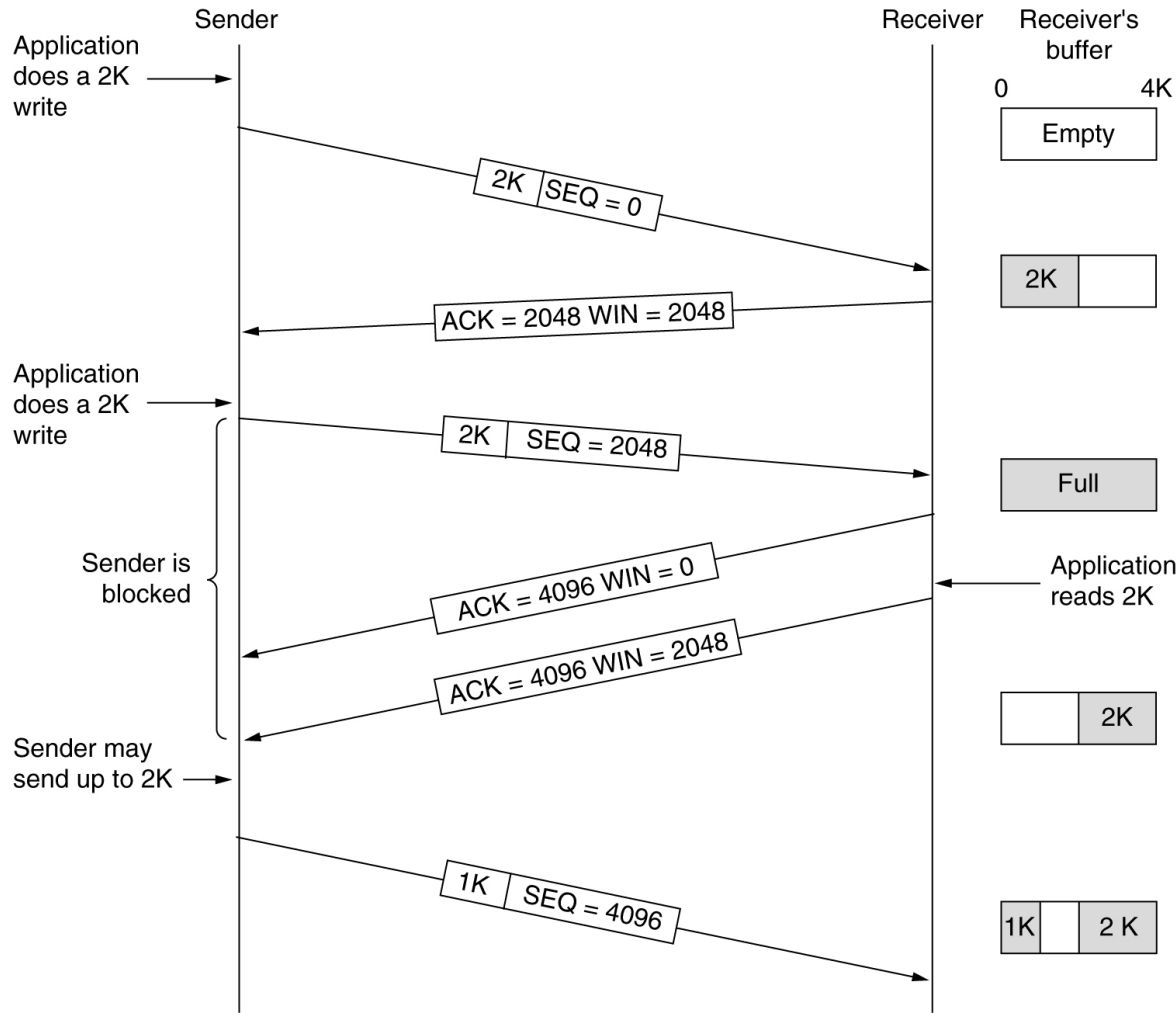 Sender
Receiver
Receiver's
buffer
Application
does a 2K
write
0 4K
Empty
2K SEQ = 0
2K
ACK = 2048 WIN = 2048
Application
does a 2K
write
2K SEQ = 2048
Full
Sender is
blocked
ACK = 4096 WIN = 0
Application
reads 2K
ACK = 4096 WIN = 2048
2K
Sender may
send up to 2K
1K SEQ = 4096
1K 2 K